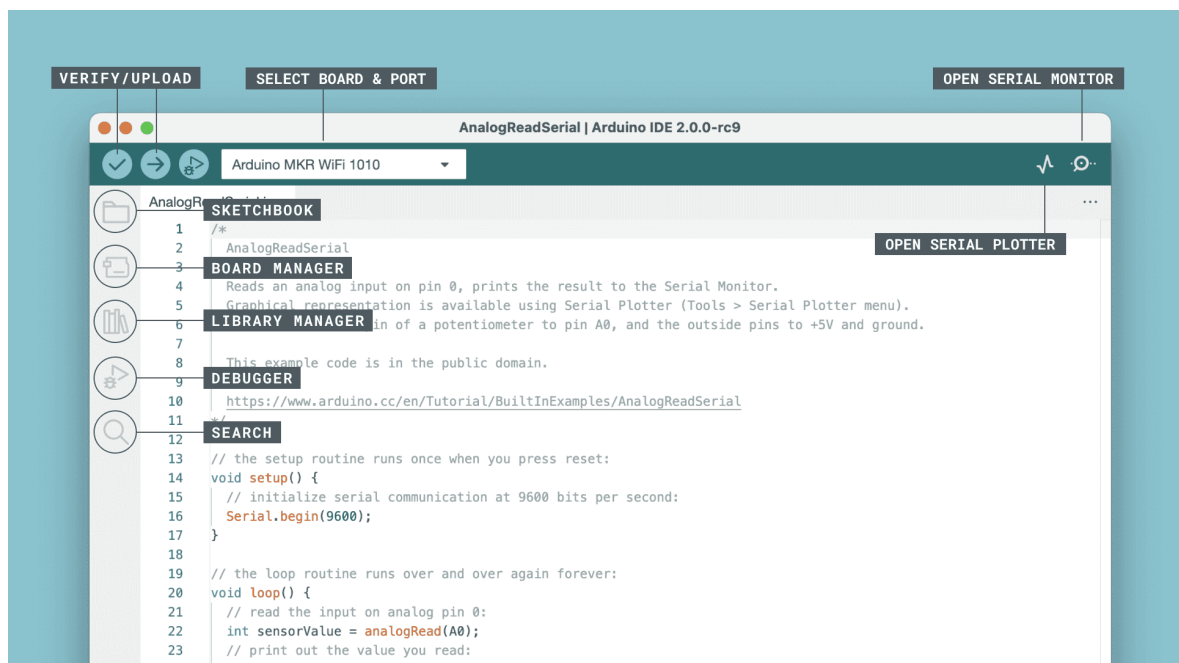 VERIFY/UPLOAD
SELECT BOARD & PORT
OPEN SERIAL MONITOR
AnalogReadSerial | Arduino IDE 2.0.0-rc9
Arduino MKR WiFi 1010
SKETCHBOOK
OPEN SERIAL PLOTTER
1 /*
2 AnalogReadSerial
3
BOARD MANAGER
4 Reads an analog input on pin 0, prints the result to the Serial Monitor.
5 Graphical representation is available using Serial Plotter (Tools > Serial Plotter menu).
LIBRARY MANAGER
6 of a potentiometer to pin A0, and the outside pins to +5V and ground.
7
8 This example code is in the public domain.
9
DEBUGGER
10 https://www.arduino.cc/en/Tutorial/BuiltInExamples/AnalogReadSerial
11 */
SEARCH
12
13 // the setup routine runs once when you press reset:
14 void setup() {
15 // initialize serial communication at 9600 bits per second:
16 Serial.begin(9600);
17 }
18
19 // the loop routine runs over and over again forever:
20 void loop() {
21 // read the input on analog pin 0:
22 int sensorValue = analogRead(A0);
23 // print out the value you read: